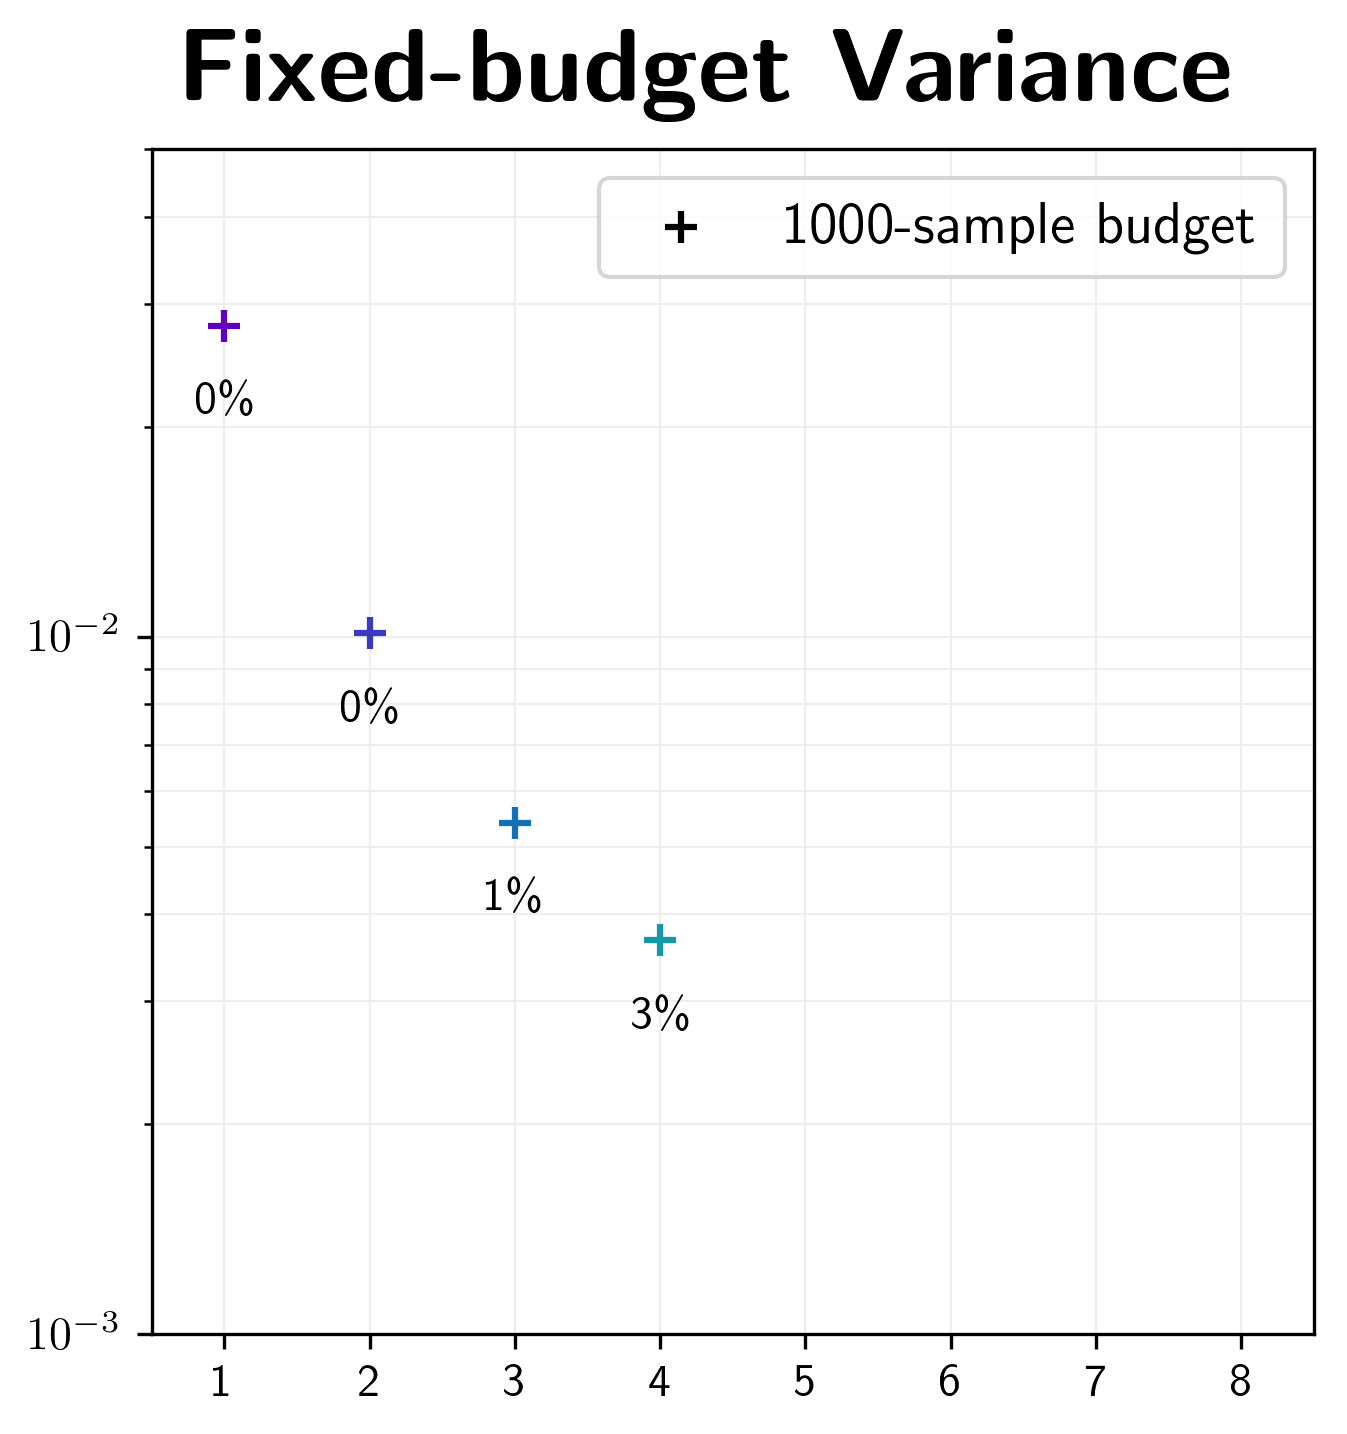 Fixed-budget Variance
1000-sample budget
0%
10⁻²
0%
1%
3%
10⁻³
1 2 3 4 5 6 7 8